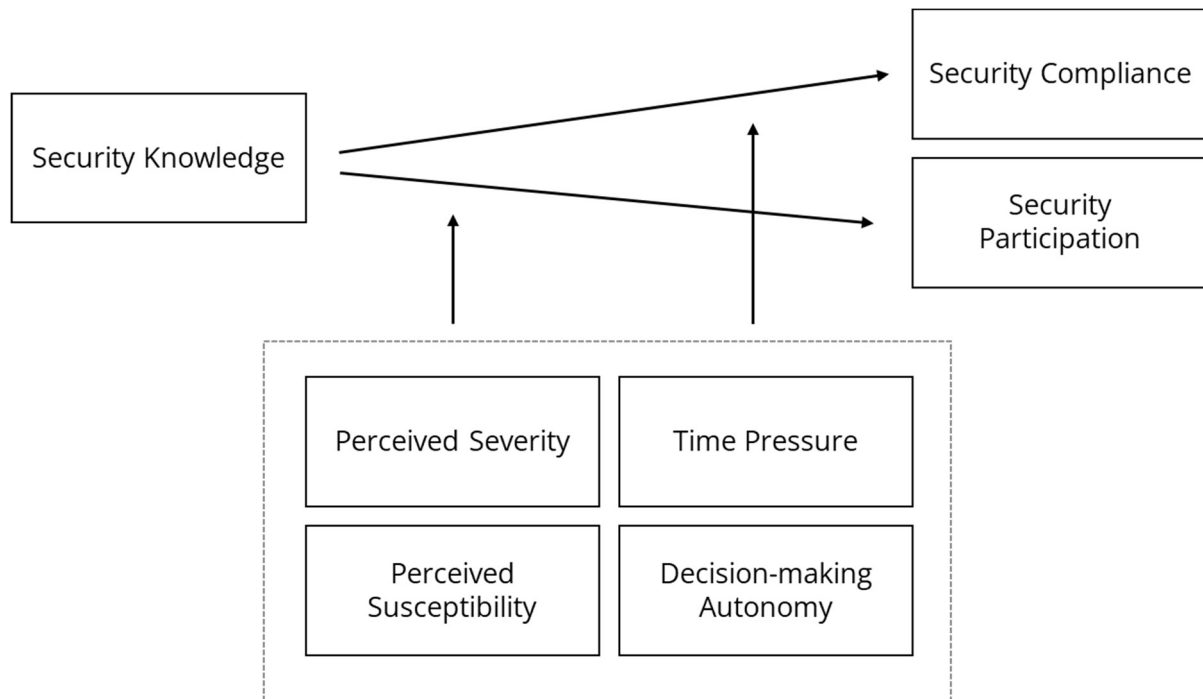 Security Compliance
Security Knowledge
Security
Participation
Perceived Severity
Time Pressure
Perceived
Susceptibility
Decision-making
Autonomy